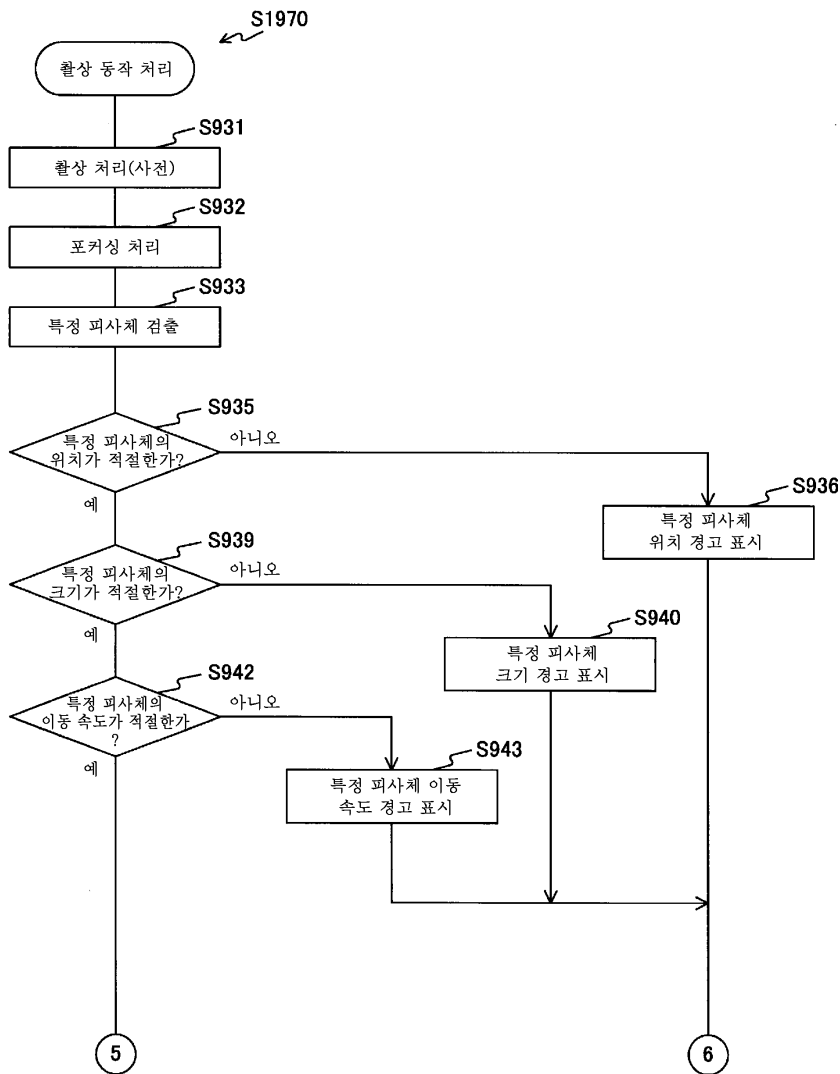 S1970
촬상 동작 처리
S931
촬상 처리(사전)
S932
포커싱 처리
S933
특정 피사체 검출
S935
특정 피사체의
위치가 적절한가?
아니오
예
S936
특정 피사체
위치 경고 표시
S939
특정 피사체의
크기가 적절한가?
아니오
예
S940
특정 피사체
크기 경고 표시
S942
특정 피사체의
이동 속도가 적절한가
?
아니오
예
S943
특정 피사체 이동
속도 경고 표시
5
6